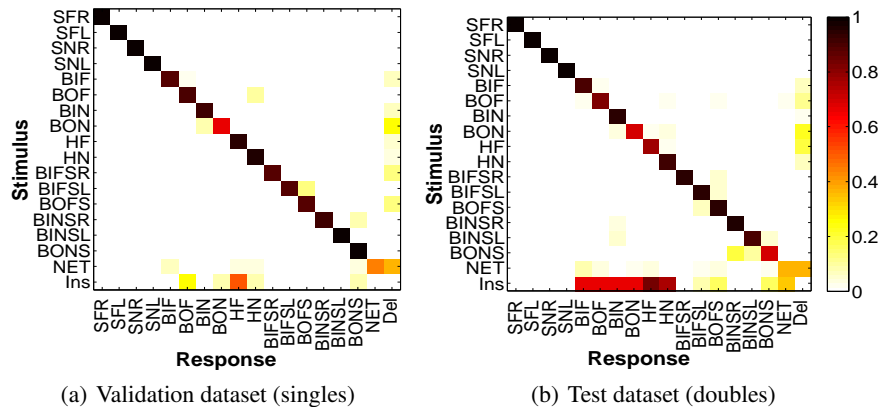 SFR
SFL
SNR
SNL
BIF
BOF
BIN
BON
HF
HN
BIFSR
BIFSL
BOFS
BINSR
BINSL
BONS
NET
Ins
Stimulus
SFR
SFL
SNR
SNL
BIF
BOF
BIN
BON
HF
HN
BIFSR
BIFSL
BOFS
BINSR
BINSL
BONS
NET
Del
Response
(a) Validation dataset (singles)
SFR
SFL
SNR
SNL
BIF
BOF
BIN
BON
HF
HN
BIFSR
BIFSL
BOFS
BINSR
BINSL
BONS
NET
Ins
Stimulus
SFR
SFL
SNR
SNL
BIF
BOF
BIN
BON
HF
HN
BIFSR
BIFSL
BOFS
BINSR
BINSL
BONS
NET
Del
Response
1
0.8
0.6
0.4
0.2
0
(b) Test dataset (doubles)